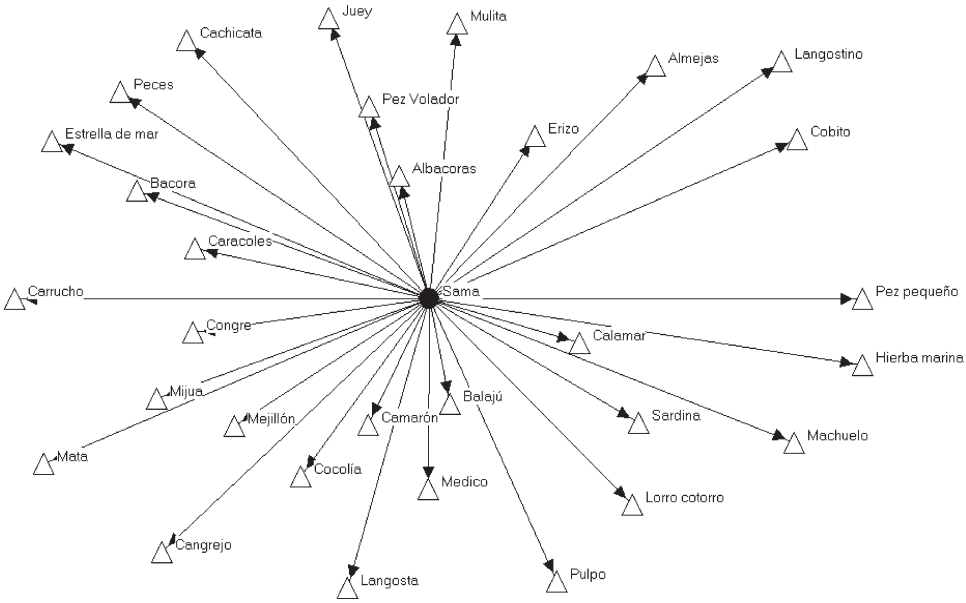 Juey
Mulita
Cachicata
Almejas
Langostino
Peces
Pez Volador
Estrella de mar
Erizo
Cobito
Albacoras
Bacora
Caracoles
Carrucho
Sama
Pez pequeño
Congre
Calamar
Hierba marina
Mijua
Balajú
Mejillón
Camarón
Sardina
Machuelo
Mata
Cocolía
Medico
Lorro cotorro
Cangrejo
Langosta
Pulpo